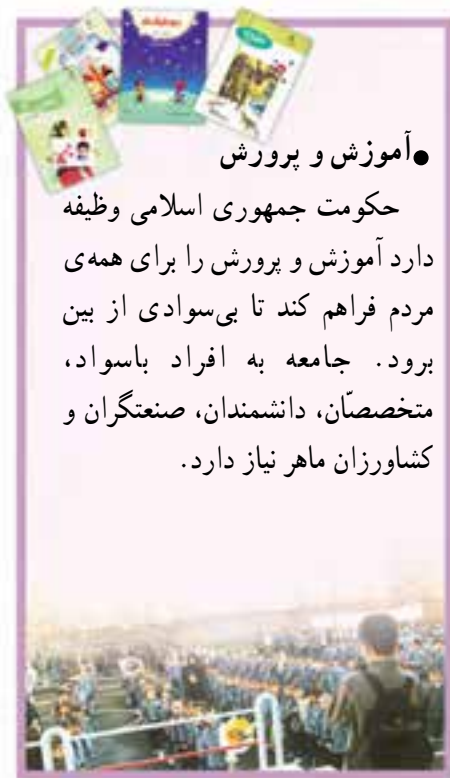 ●آموزش و پرورش
حکومت جمهوری اسلامی وظیفه
دارد آموزش و پرورش را برای همه‌ی
مردم فراهم کند تا بی‌سوادی از بین
برود. جامعه به افراد باسواد،
متخصصّان، دانشمندان، صنعتگران و
کشاورزان ماهر نیاز دارد.